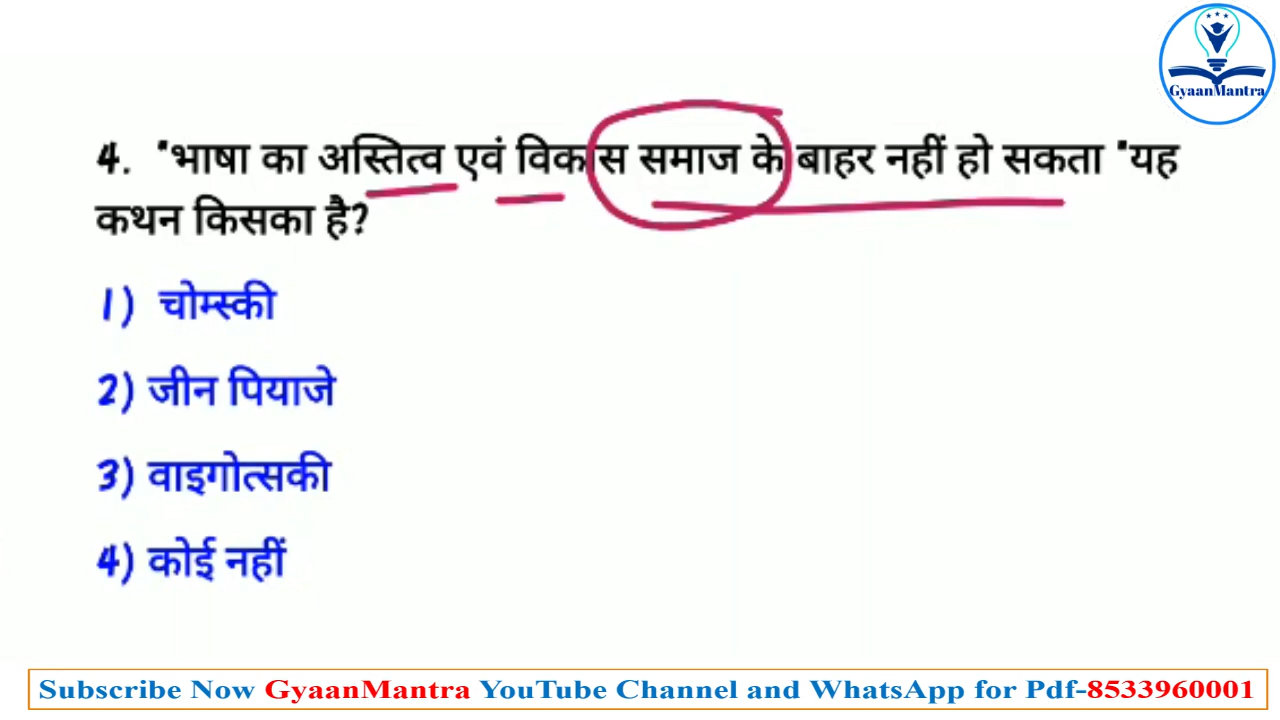 GyaanMantra
4. "भाषा का अस्तित्व एवं विकास समाज के बाहर नहीं हो सकता "यह
कथन किसका है?
1) चोम्स्की
2) जीन पियाजे
3) वाइगोत्सकी
4) कोई नहीं
Subscribe Now GyaanMantra YouTube Channel and WhatsApp for Pdf-8533960001